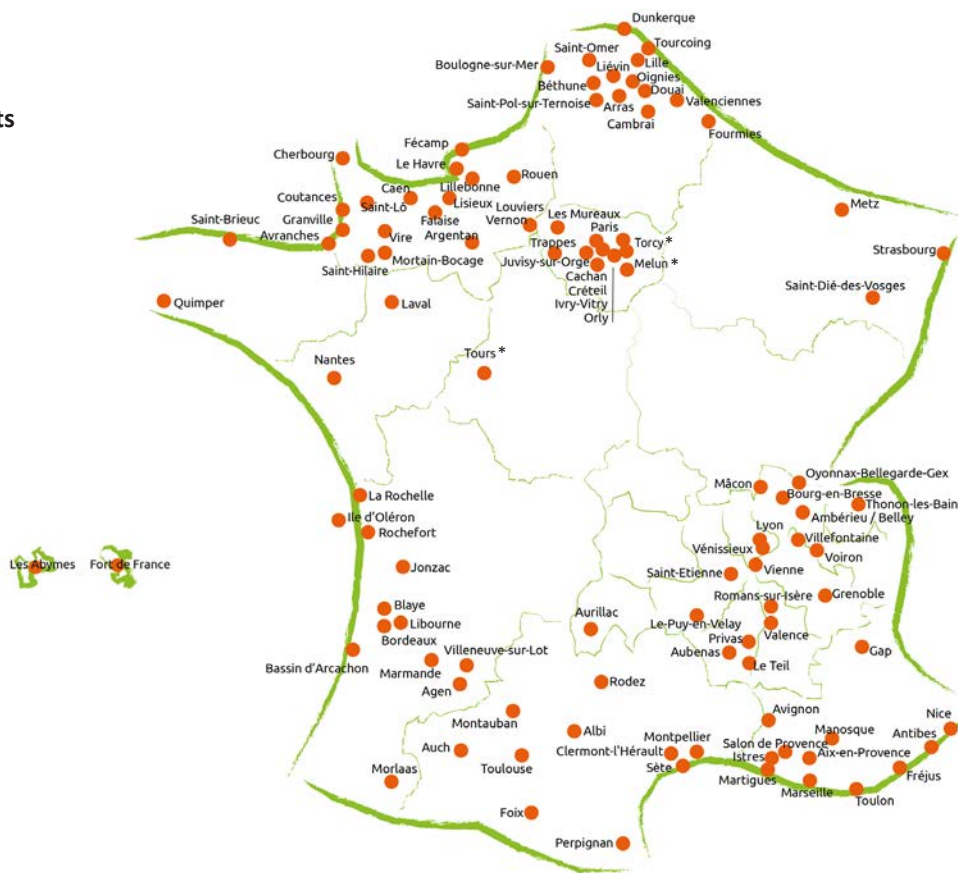 ts
Dunkerque
Tourcoing
Saint-Omer
Lille
Liévin
Boulogne-sur-Mer
Oignies
Béthune
Douai
Saint-Pol-sur-Ternoise
Arras
Valenciennes
Cambrai
Fourmies
Fécamp
Cherbourg
Le Havre
Rouen
Caen
Lillebonne
Coutances
Saint-Lô
Lisieux
Louviers
Metz
Saint-Brieuc
Granville
Falaise
Vernon
Les Mureaux
Avranches
Vire
Argentan
Paris
Trappes
Torcy *
Strasbourg
Saint-Hilaire
Mortain-Bocage
Juvisy-sur-Orge
Melun *
Cachan
Créteil
Ivry-Vitry
Orly
Saint-Dié-des-Vosges
Quimper
Laval
Nantes
Tours *
Oyonnax-Bellegarde-Gex
Mâcon
Bourg-en-Bresse
La Rochelle
Thonon-les-Bain
Ile d'Oléron
Ambérieu / Belley
Rochefort
Lyon
Villefontaine
Vénissieux
Voiron
Les Abymes
Fort de France
Jonzac
Saint-Etienne
Vienne
Romans-sur-Isère
Grenoble
Blaye
Aurillac
Le-Puy-en-Velay
Libourne
Valence
Bordeaux
Privas
Villeneuve-sur-Lot
Aubenas
Gap
Bassin d'Arcachon
Le Teil
Marmande
Rodez
Agen
Avignon
Nice
Montauban
Albi
Montpellier
Manosque
Antibes
Auch
Clermont-l'Hérault
Salon de Provence
Toulouse
Istres
Aix-en-Provence
Morlaas
Sète
Martigues
Fréjus
Marseille
Toulon
Foix
Perpignan